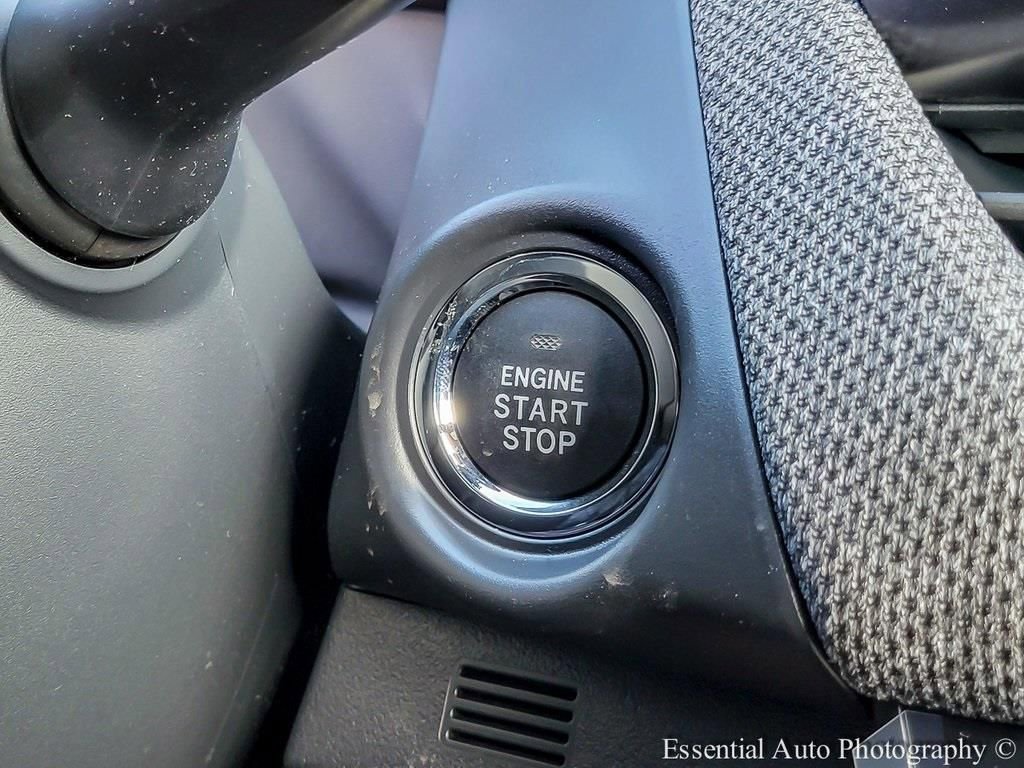 ENGINE
START
STOP
Essential Auto Photography ©